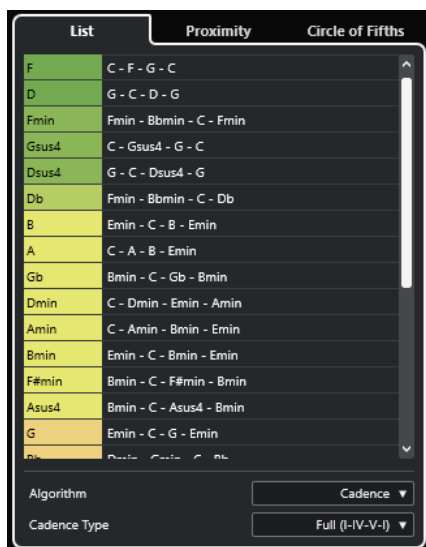 List Proximity Circle of Fifths
F C - F - G - C
D G - C - D - G
Fmin Fmin - Bbmin - C - Fmin
Gsus4 C - Gsus4 - G - C
Dsus4 G - C - Dsus4 - G
Db Fmin - Bbmin - C - Db
B Emin - C - B - Emin
A C - A - B - Emin
Gb Bmin - C - Gb - Bmin
Dmin C - Dmin - Emin - Amin
Amin C - Amin - Bmin - Emin
Bmin Emin - C - Bmin - Emin
F#min Bmin - C - F#min - Bmin
Asus4 Bmin - C - Asus4 - Bmin
G Emin - C - G - Emin
Algorithm Cadence
Cadence Type Full (I-IV-V-I)